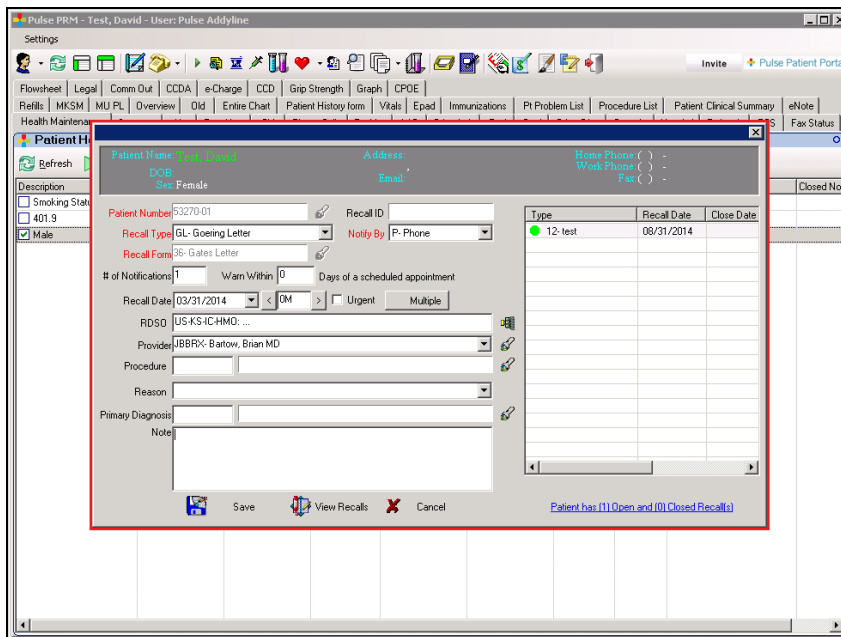 Pulse PRM - Test, David - User: Pulse Addyline
Settings
Invite Pulse Patient Porta
Flowsheet Legal Comm Out CCDA e-Charge CCD Grip Strength Graph CPOE
Refills MKSM MU PL Overview Old Entire Chart Patient History form Vitals Epad Immunizations Pt Problem List Procedure List Patient Clinical Summary eNote
Health Maintenan Fax Status
Patient H
Refresh
Description Closed No
Smoking Statu
401.9
Male
Patient Name: Test, David Address: Home Phone: ( ) -
DOB: , Work Phone: ( ) -
Sex: Female Email: Fax: ( ) -
Patient Number 53270-01 Recall ID
Recall Type GL- Goering Letter Notify By P- Phone
Recall Form 36- Gates Letter
# of Notifications 1 Warn Within 0 Days of a scheduled appointment
Recall Date 03/31/2014 < 0M > Urgent Multiple
RDSO US-KS-IC-HMO: ...
Provider JBBRX- Bartow, Brian MD
Procedure
Reason
Primary Diagnosis
Note
Type Recall Date Close Date
12- test 08/31/2014
Save View Recalls Cancel
Patient has (1) Open and (0) Closed Recall(s)